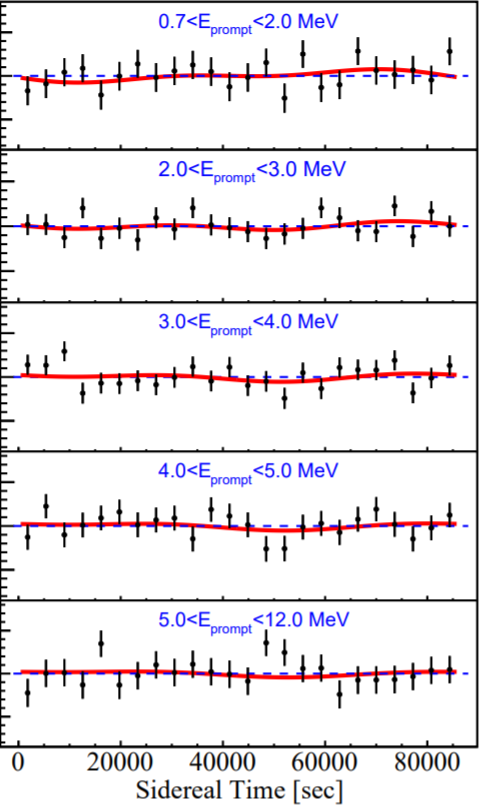 0.7<E_prompt<2.0 MeV
2.0<E_prompt<3.0 MeV
3.0<E_prompt<4.0 MeV
4.0<E_prompt<5.0 MeV
5.0<E_prompt<12.0 MeV
0 20000 40000 60000 80000
Sidereal Time [sec]